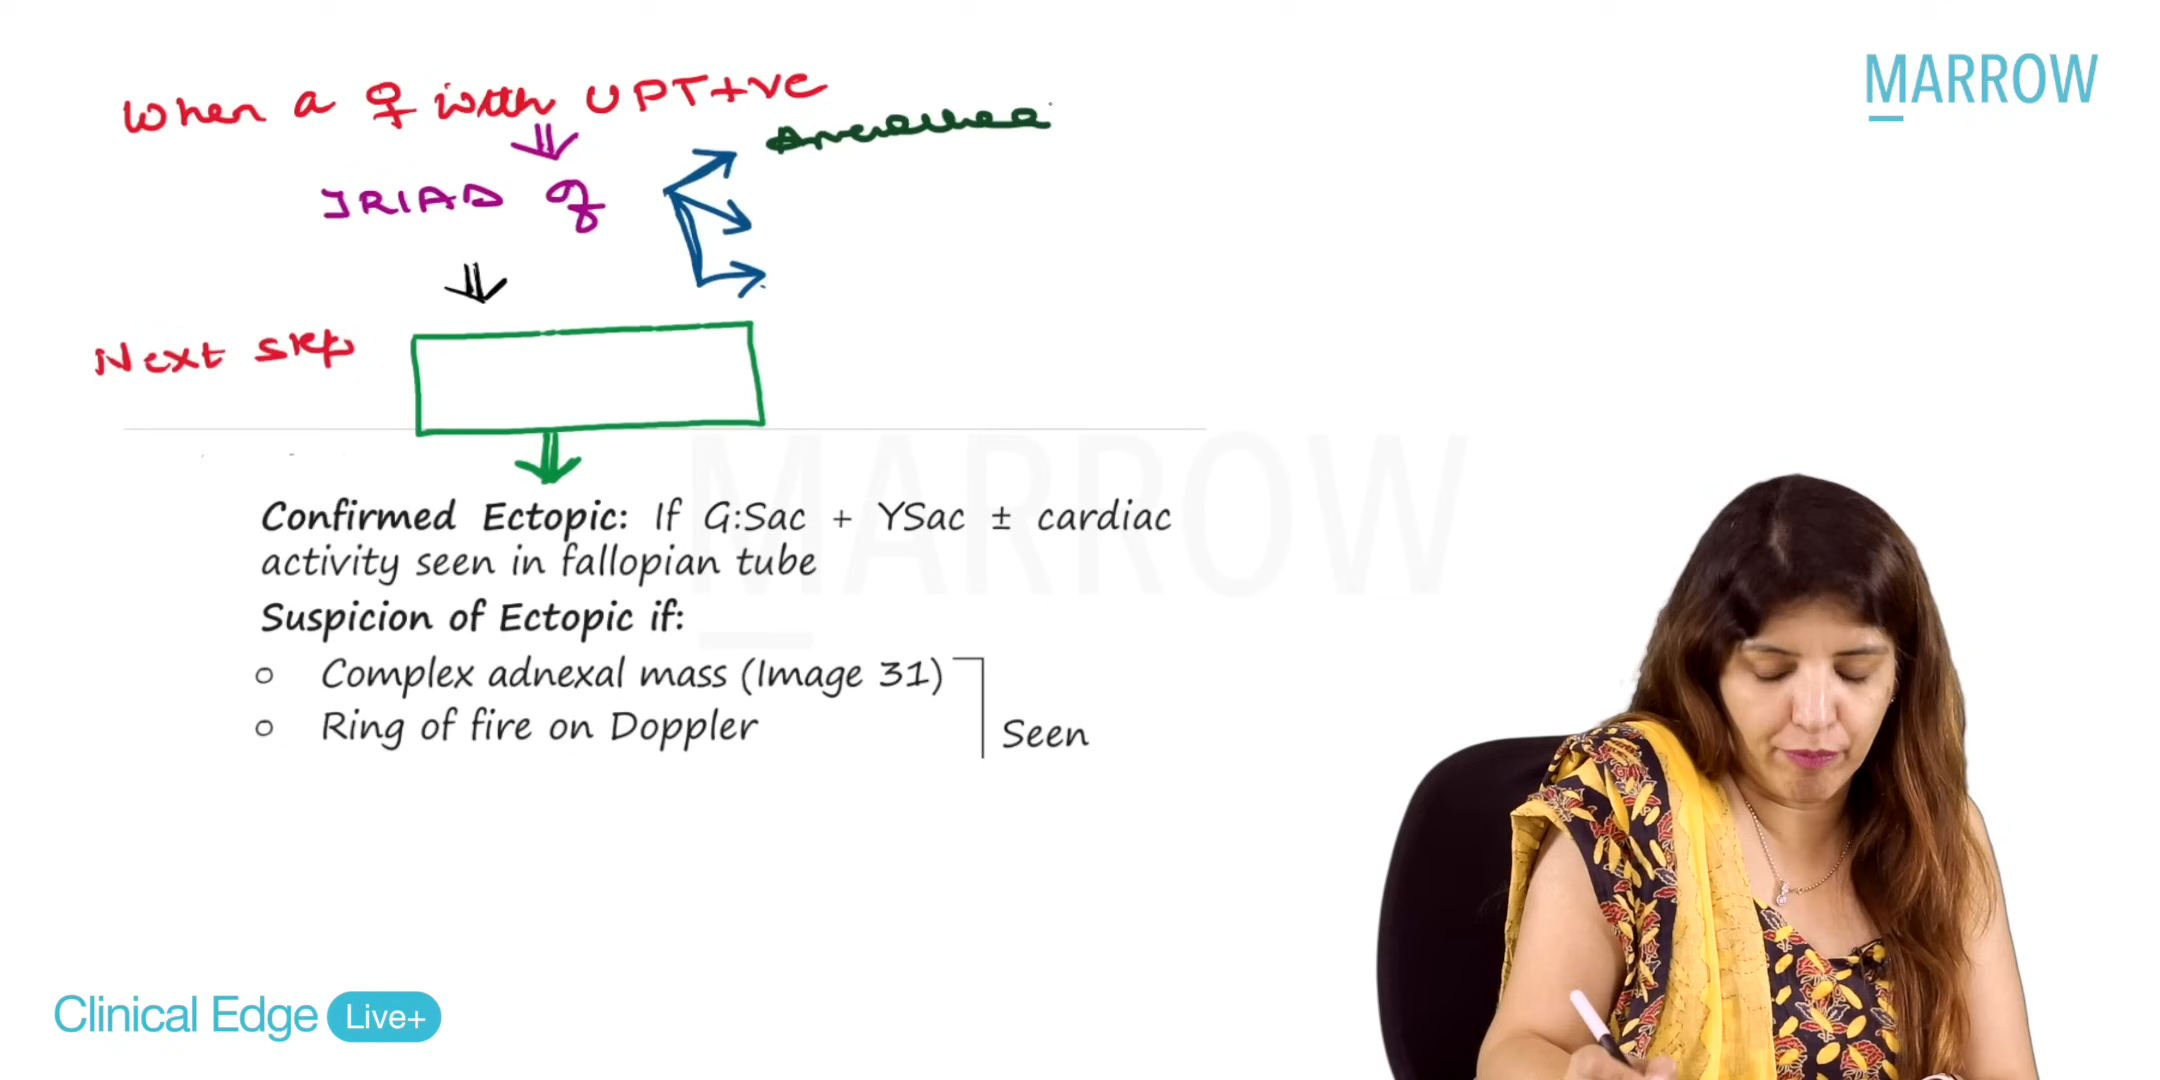 MARROW
When a ♀ with UPT+ve
Amenorrhea
TRIAD of
Next step
Confirmed Ectopic: If G:Sac + YSac ± cardiac
activity seen in fallopian tube
Suspicion of Ectopic if:
o Complex adnexal mass (Image 31)
o Ring of fire on Doppler
Seen
MARROW
Clinical Edge Live+